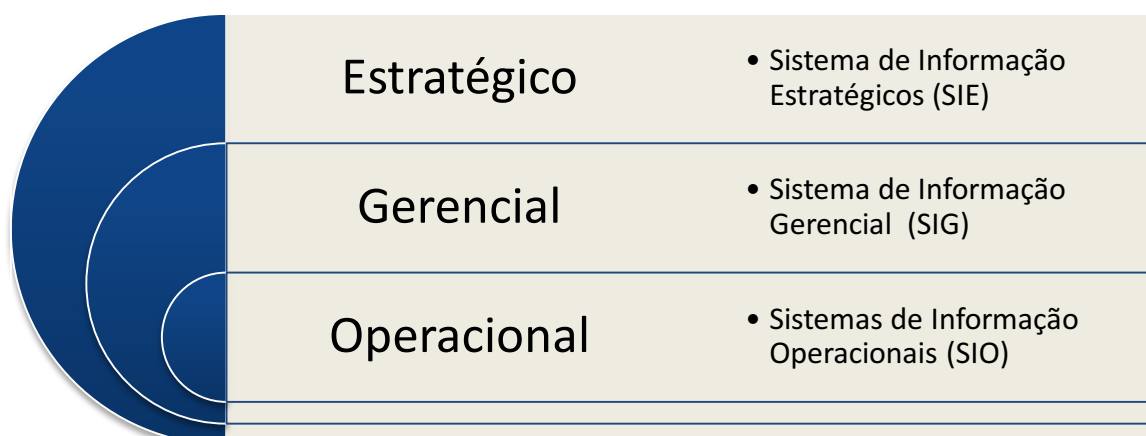 Estratégico
• Sistema de Informação
Estratégicos (SIE)
Gerencial
• Sistema de Informação
Gerencial  (SIG)
Operacional
• Sistemas de Informação
Operacionais (SIO)